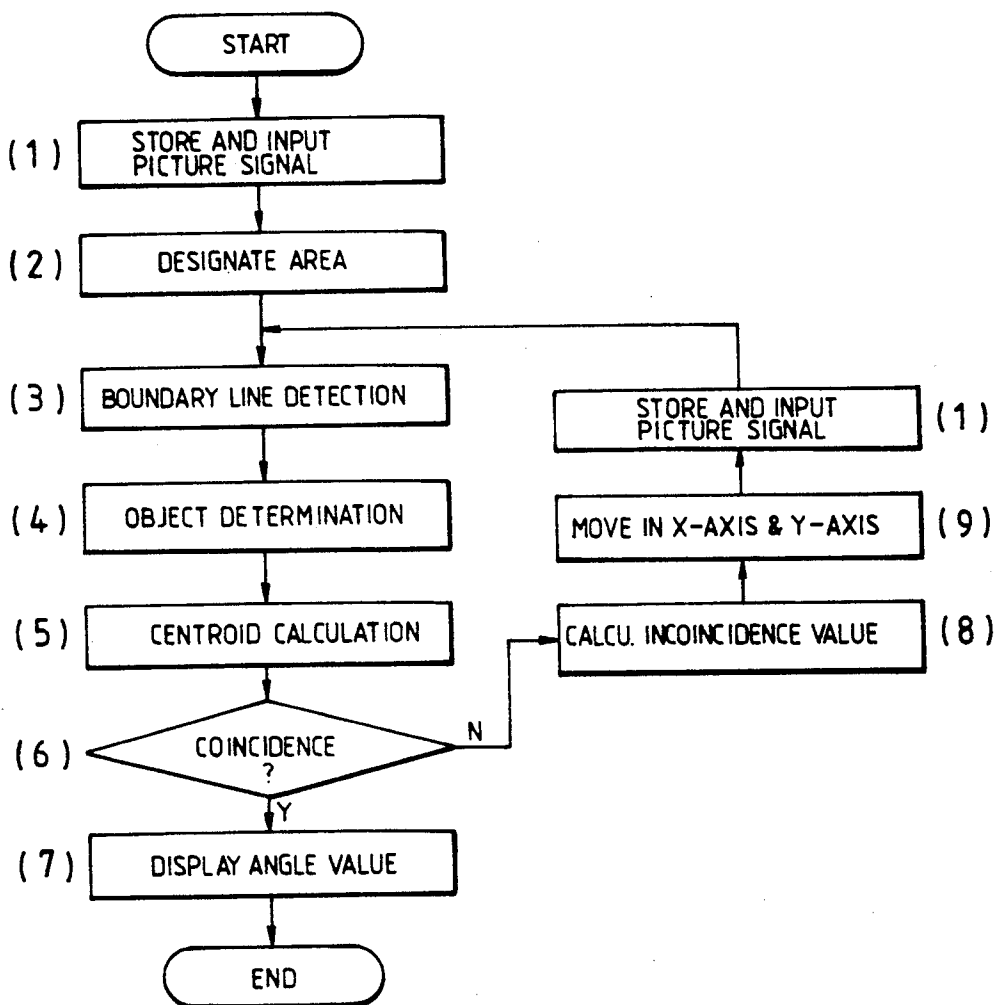 START
(1)
STORE AND INPUT
PICTURE SIGNAL
(2)
DESIGNATE AREA
(3)
BOUNDARY LINE DETECTION
(4)
OBJECT DETERMINATION
(5)
CENTROID CALCULATION
(6)
COINCIDENCE
?
N
Y
(7)
DISPLAY ANGLE VALUE
END
STORE AND INPUT
PICTURE SIGNAL
(1)
MOVE IN X-AXIS & Y-AXIS
(9)
CALCU. INCOINCIDENCE VALUE
(8)